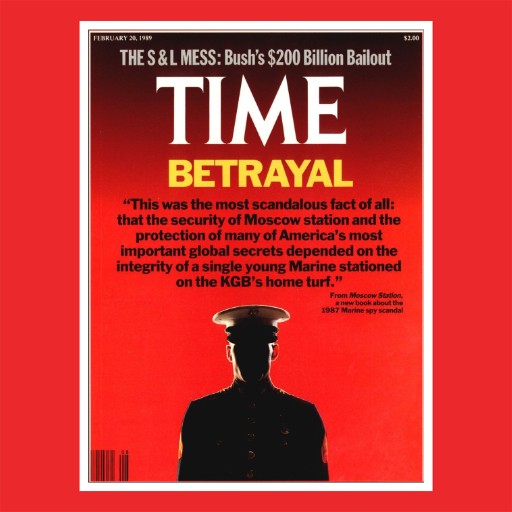 FEBRUARY 20, 1989 $2.00
THE S & L MESS: Bush's $200 Billion Bailout
TIME
BETRAYAL
“This was the most scandalous fact of all:
that the security of Moscow station and the
protection of many of America's most
important global secrets depended on the
integrity of a single young Marine stationed
on the KGB's home turf.”
From Moscow Station,
a new book about the
1987 Marine spy scandal